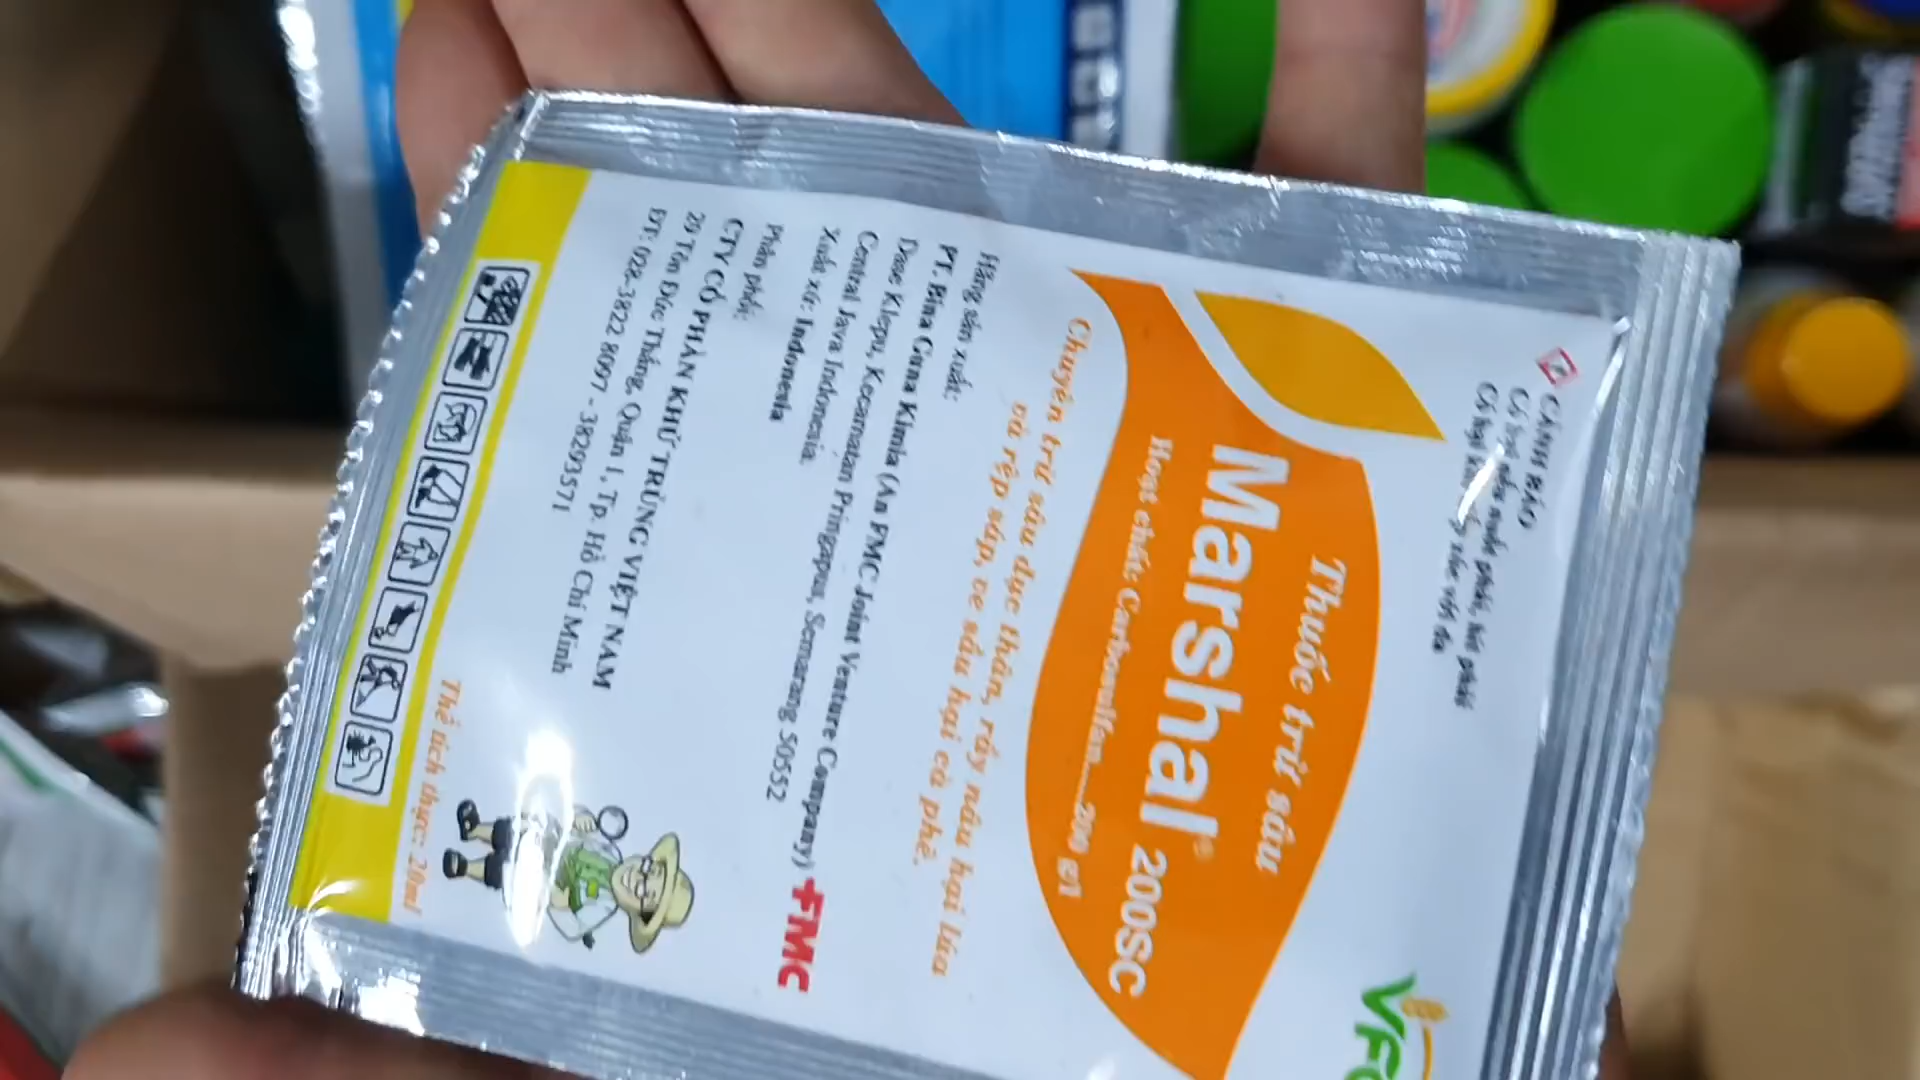 CẢNH BÁO
VFC
Thuốc trừ sâu
Marshal® 200SC
Hoạt chất: Carbosulfan.....200 g/l
Chuyên trừ sâu đục thân, rầy nâu hại lúa
và rệp sáp, ve sầu hại cà phê.
Hãng sản xuất:
PT. Bina Guna Kimia (An FMC Joint Venture Company)
Dase Klepu, Kecamatan Pringapus, Semarang 50552
Central Java Indonesia.
Xuất xứ: Indonesia
FMC
Phân phối:
CTY CỔ PHẦN KHỬ TRÙNG VIỆT NAM
29 Tôn Đức Thắng, Quận 1, Tp. Hồ Chí Minh
ĐT: 028-3822 8097 - 38293571
Thể tích thực: 20ml